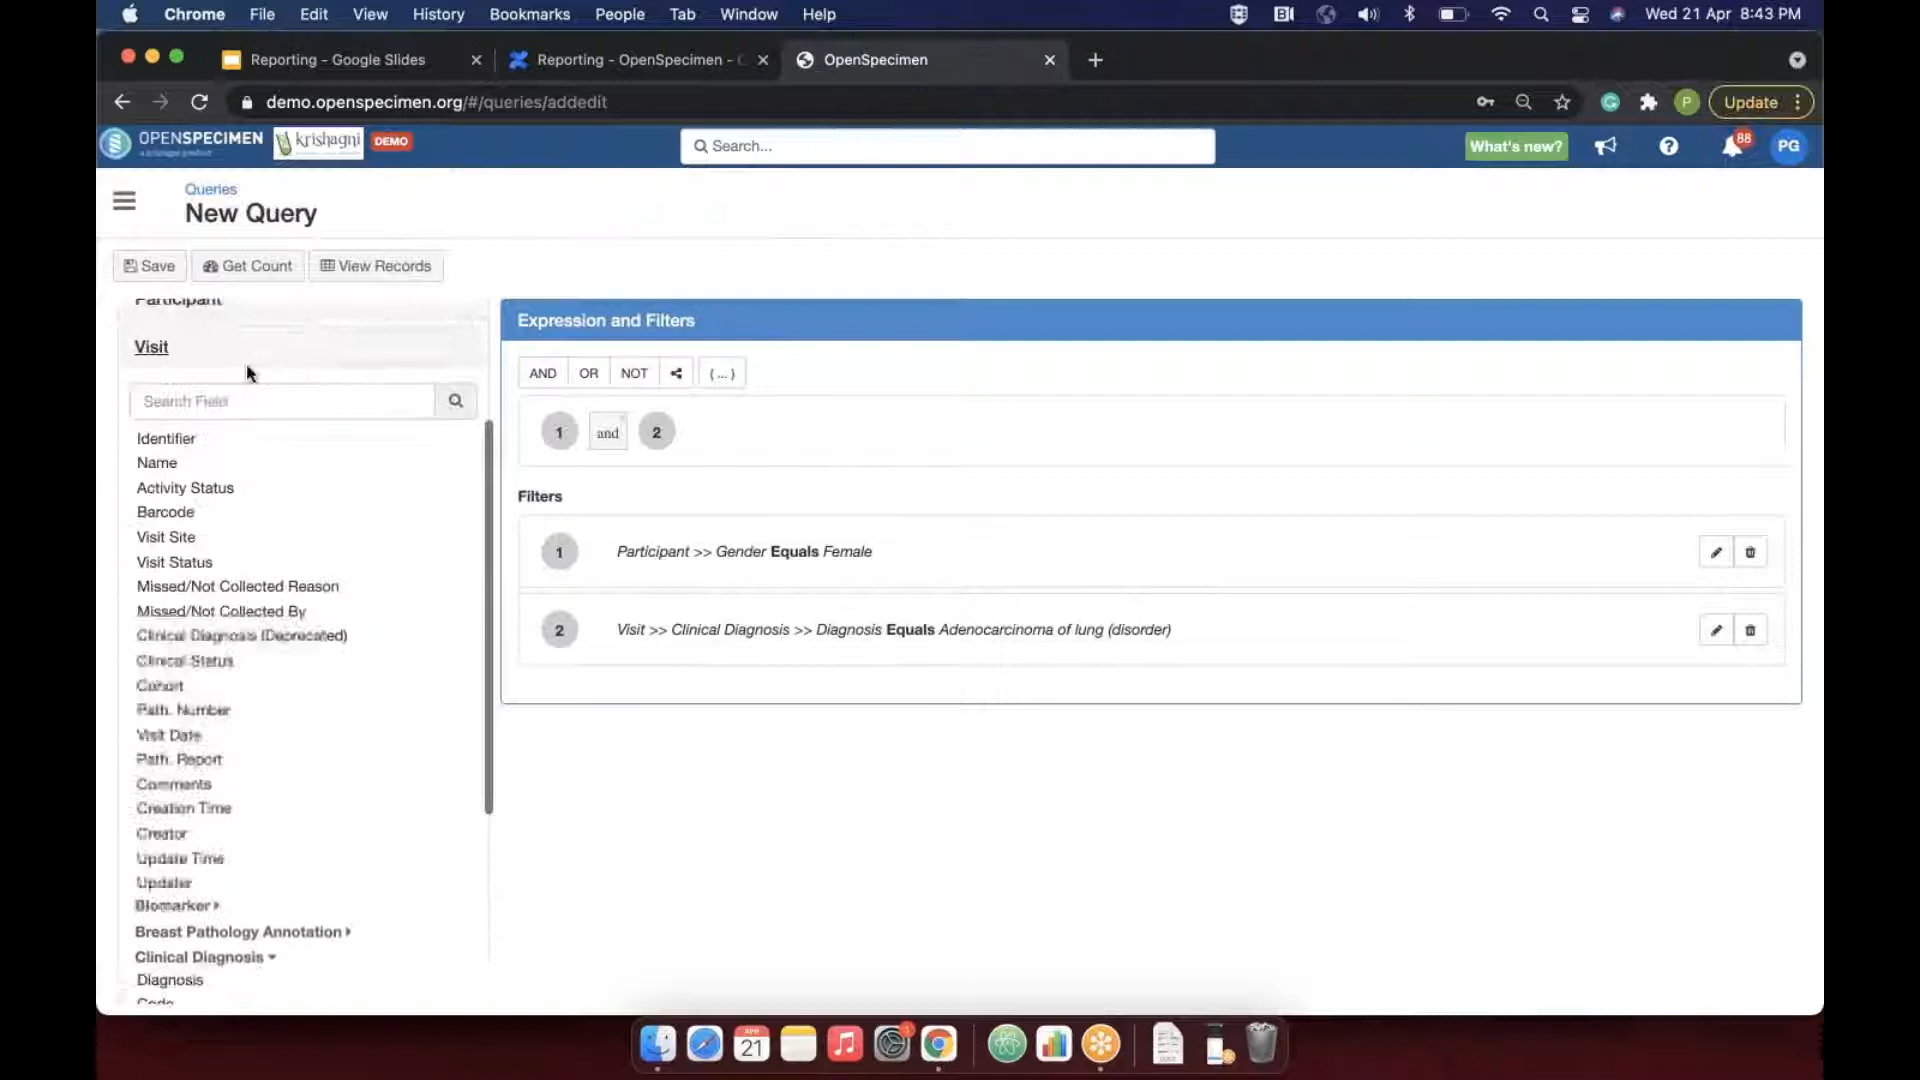 Chrome File Edit View History Bookmarks People Tab Window Help Wed 21 Apr 8:43 PM
Reporting - Google Slides Reporting - OpenSpecimen - OpenSpecimen
demo.openspecimen.org/#/queries/addedit P Update
OPENSPECIMEN krishagni DEMO Search... What's new? 88 PG
Queries
New Query
Save Get Count View Records
Participant
Visit
Search Field
Identifier
Name
Activity Status
Barcode
Visit Site
Visit Status
Missed/Not Collected Reason
Missed/Not Collected By
Clinical Diagnosis (Deprecated)
Clinical Status
Cohort
Path. Number
Visit Date
Path. Report
Comments
Creation Time
Creator
Update Time
Updater
Biomarker
Breast Pathology Annotation
Clinical Diagnosis
Diagnosis
Code
Expression and Filters
AND OR NOT (...)
1 and 2
Filters
1 Participant >> Gender Equals Female
2 Visit >> Clinical Diagnosis >> Diagnosis Equals Adenocarcinoma of lung (disorder)
APR
21
1